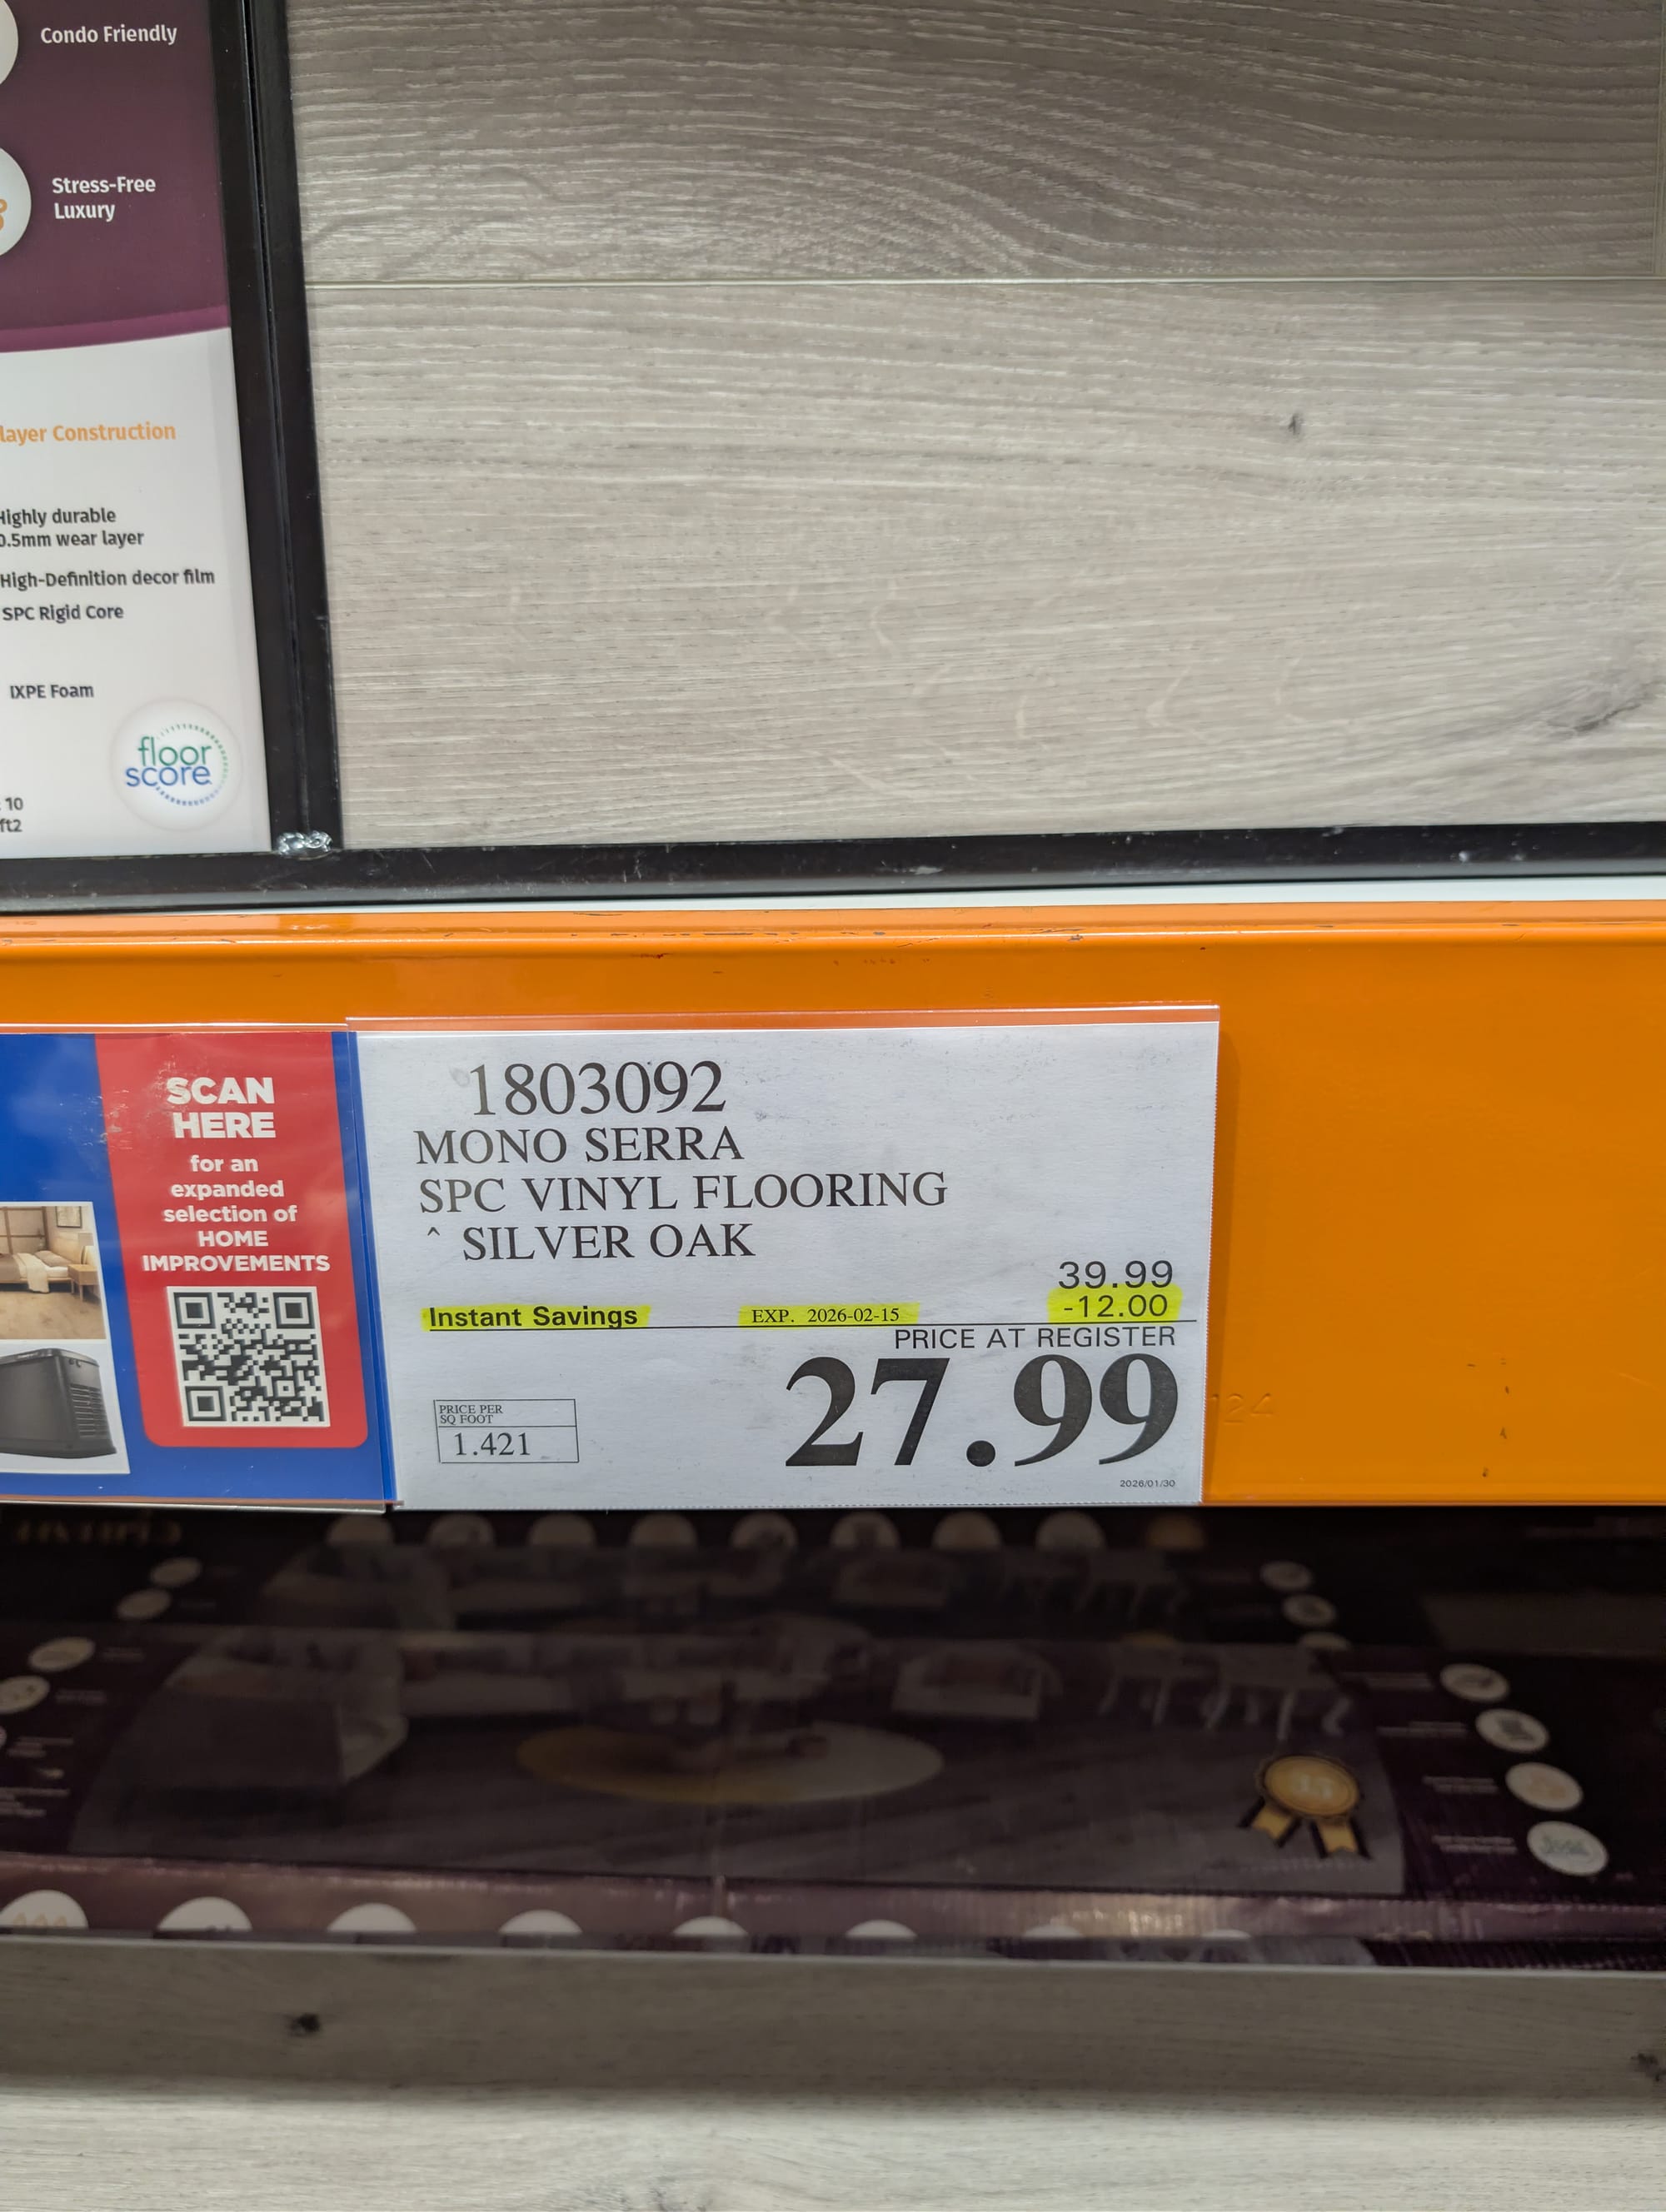 Condo Friendly
Stress-Free
Luxury
layer Construction
Highly durable
0.5mm wear layer
High-Definition decor film
SPC Rigid Core
IXPE Foam
floor
score
10
ft2
SCAN
HERE
for an
expanded
selection of
HOME
IMPROVEMENTS
1803092
MONO SERRA
SPC VINYL FLOORING
^ SILVER OAK
39.99
Instant Savings EXP. 2026-02-15 -12.00
PRICE AT REGISTER
27.99
PRICE PER
SQ FOOT
1.421
2026/01/30
124